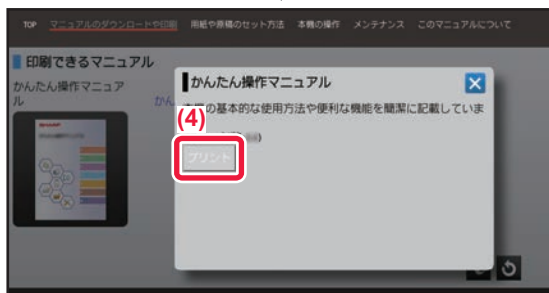 TOP マニュアルのダウンロードや印刷 用紙や原稿のセット方法 本機の操作 メンテナンス このマニュアルについて
印刷できるマニュアル
かんたん操作マニュア
ル
かん
SHARP
かんたん操作マニュアル
の基本的な使用方法や便利な機能を簡潔に記載していま
(4)
プリント